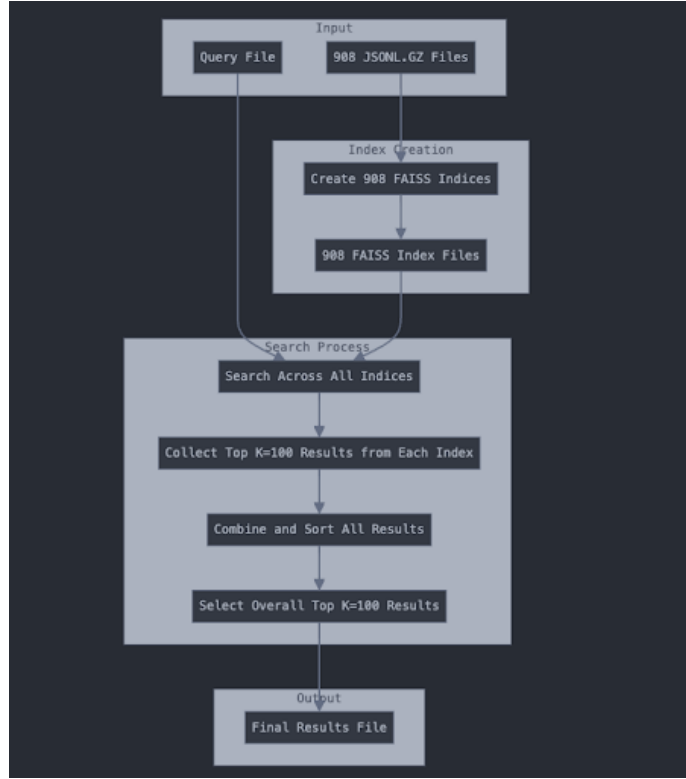 Input
Query File
908 JSONL.GZ Files
Index Creation
Create 908 FAISS Indices
908 FAISS Index Files
Search Process
Search Across All Indices
Collect Top K=100 Results from Each Index
Combine and Sort All Results
Select Overall Top K=100 Results
Output
Final Results File